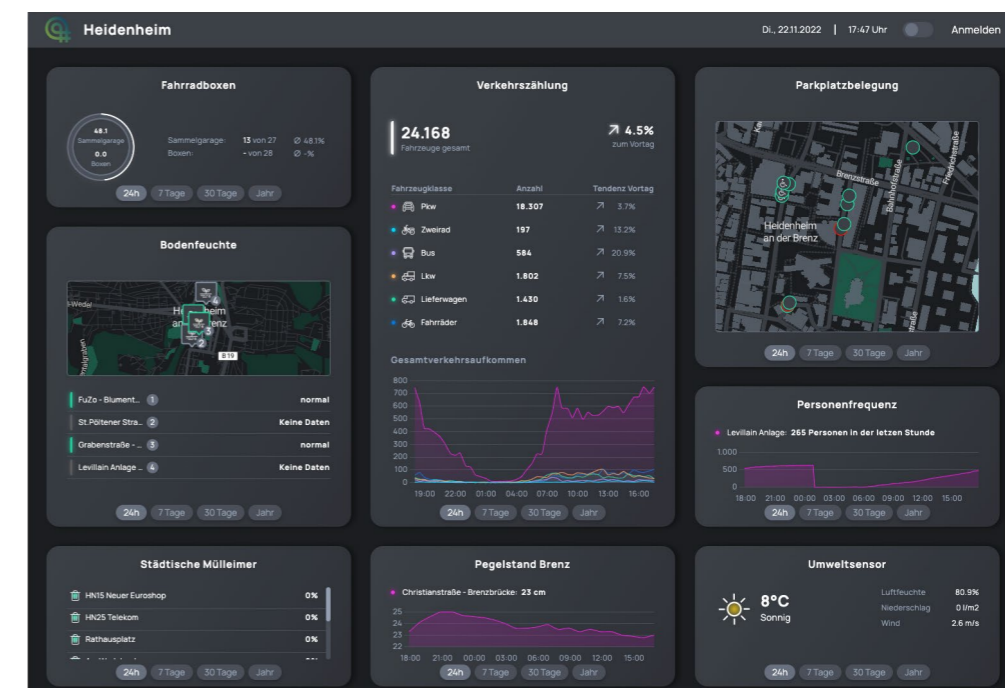 Heidenheim
Di., 22.11.2022 | 17:47 Uhr Anmelden
Fahrradboxen
48.1
Sammelgarage
0.0
Boxen
Sammelgarage: 13 von 27 Ø 48.1%
Boxen: - von 28 Ø -%
24h 7 Tage 30 Tage Jahr
Bodenfeuchte
B 19
4
3
2
FuZo - Blument... 1 normal
St.Pöltener Stra... 2 Keine Daten
Grabenstraße - ... 3 normal
Levillain Anlage ... 4 Keine Daten
24h 7 Tage 30 Tage Jahr
Städtische Mülleimer
HN15 Neuer Euroshop 0%
HN25 Telekom 0%
Rathausplatz 0%
24h 7 Tage 30 Tage Jahr
Verkehrszählung
24.168
Fahrzeuge gesamt
4.5%
zum Vortag
Fahrzeugklasse Anzahl Tendenz Vortag
Pkw 18.307 3.7%
Zweirad 197 13.2%
Bus 584 20.9%
Lkw 1.802 7.5%
Lieferwagen 1.430 1.6%
Fahrräder 1.848 7.2%
Gesamtverkehrsaufkommen
800
700
600
500
400
300
200
100
0
19:00 22:00 01:00 04:00 07:00 10:00 13:00 16:00
24h 7 Tage 30 Tage Jahr
Pegelstand Brenz
Christianstraße - Brenzbrücke: 23 cm
25
24
23
22
18:00 21:00 00:00 03:00 06:00 09:00 12:00 15:00
24h 7 Tage 30 Tage Jahr
Parkplatzbelegung
Brenzstraße
Bahnhofstraße
Friedrichstraße
Heidenheim
an der Brenz
24h 7 Tage 30 Tage Jahr
Personenfrequenz
Levillain Anlage: 265 Personen in der letzen Stunde
1.000
500
0
18:00 21:00 00:00 03:00 06:00 09:00 12:00 15:00
24h 7 Tage 30 Tage Jahr
Umweltsensor
8°C
Sonnig
Luftfeuchte 80.9%
Niederschlag 0 l/m2
Wind 2.6 m/s
24h 7 Tage 30 Tage Jahr